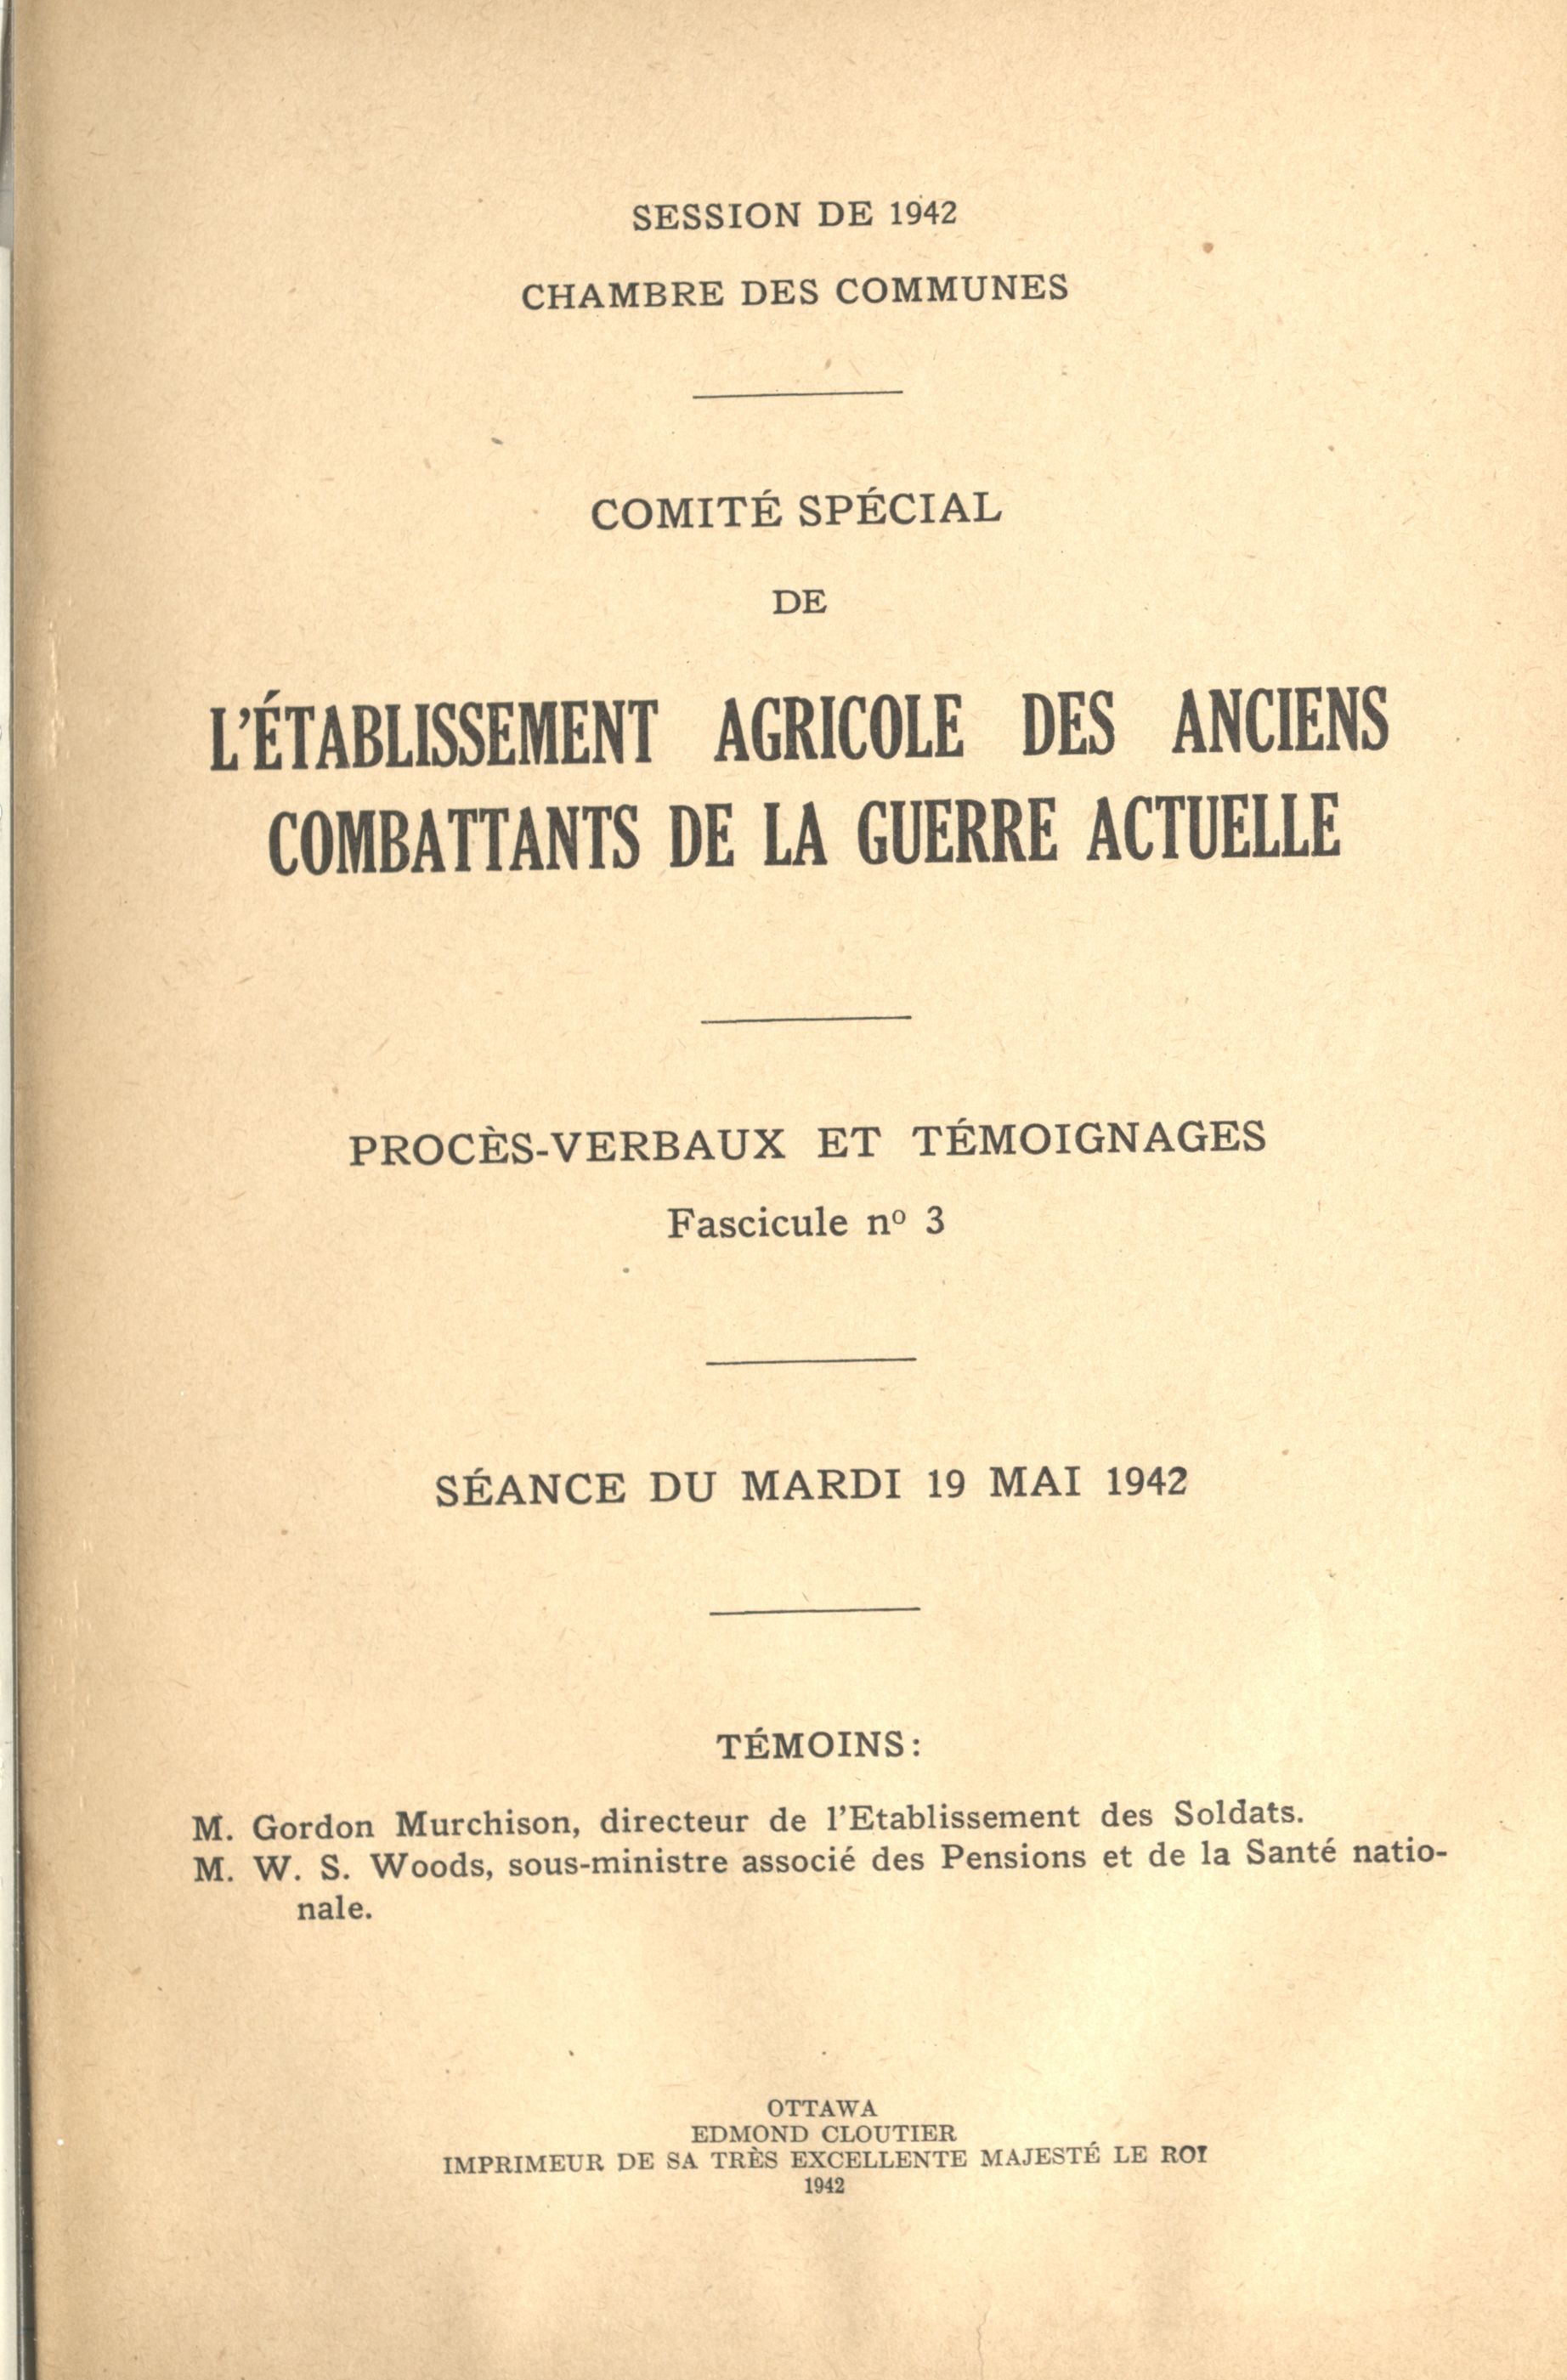 SESSION DE 1942
CHAMBRE DES COMMUNES
COMITÉ SPÉCIAL
DE
L'ÉTABLISSEMENT AGRICOLE DES ANCIENS
COMBATTANTS DE LA GUERRE ACTUELLE
PROCÈS-VERBAUX ET TÉMOIGNAGES
Fascicule nº 3
SÉANCE DU MARDI 19 MAI 1942
TÉMOINS:
M. Gordon Murchison, directeur de l'Etablissement des Soldats.
M. W. S. Woods, sous-ministre associé des Pensions et de la Santé natio-
nale.
OTTAWA
EDMOND CLOUTIER
IMPRIMEUR DE SA TRÈS EXCELLENTE MAJESTÉ LE ROI
1942